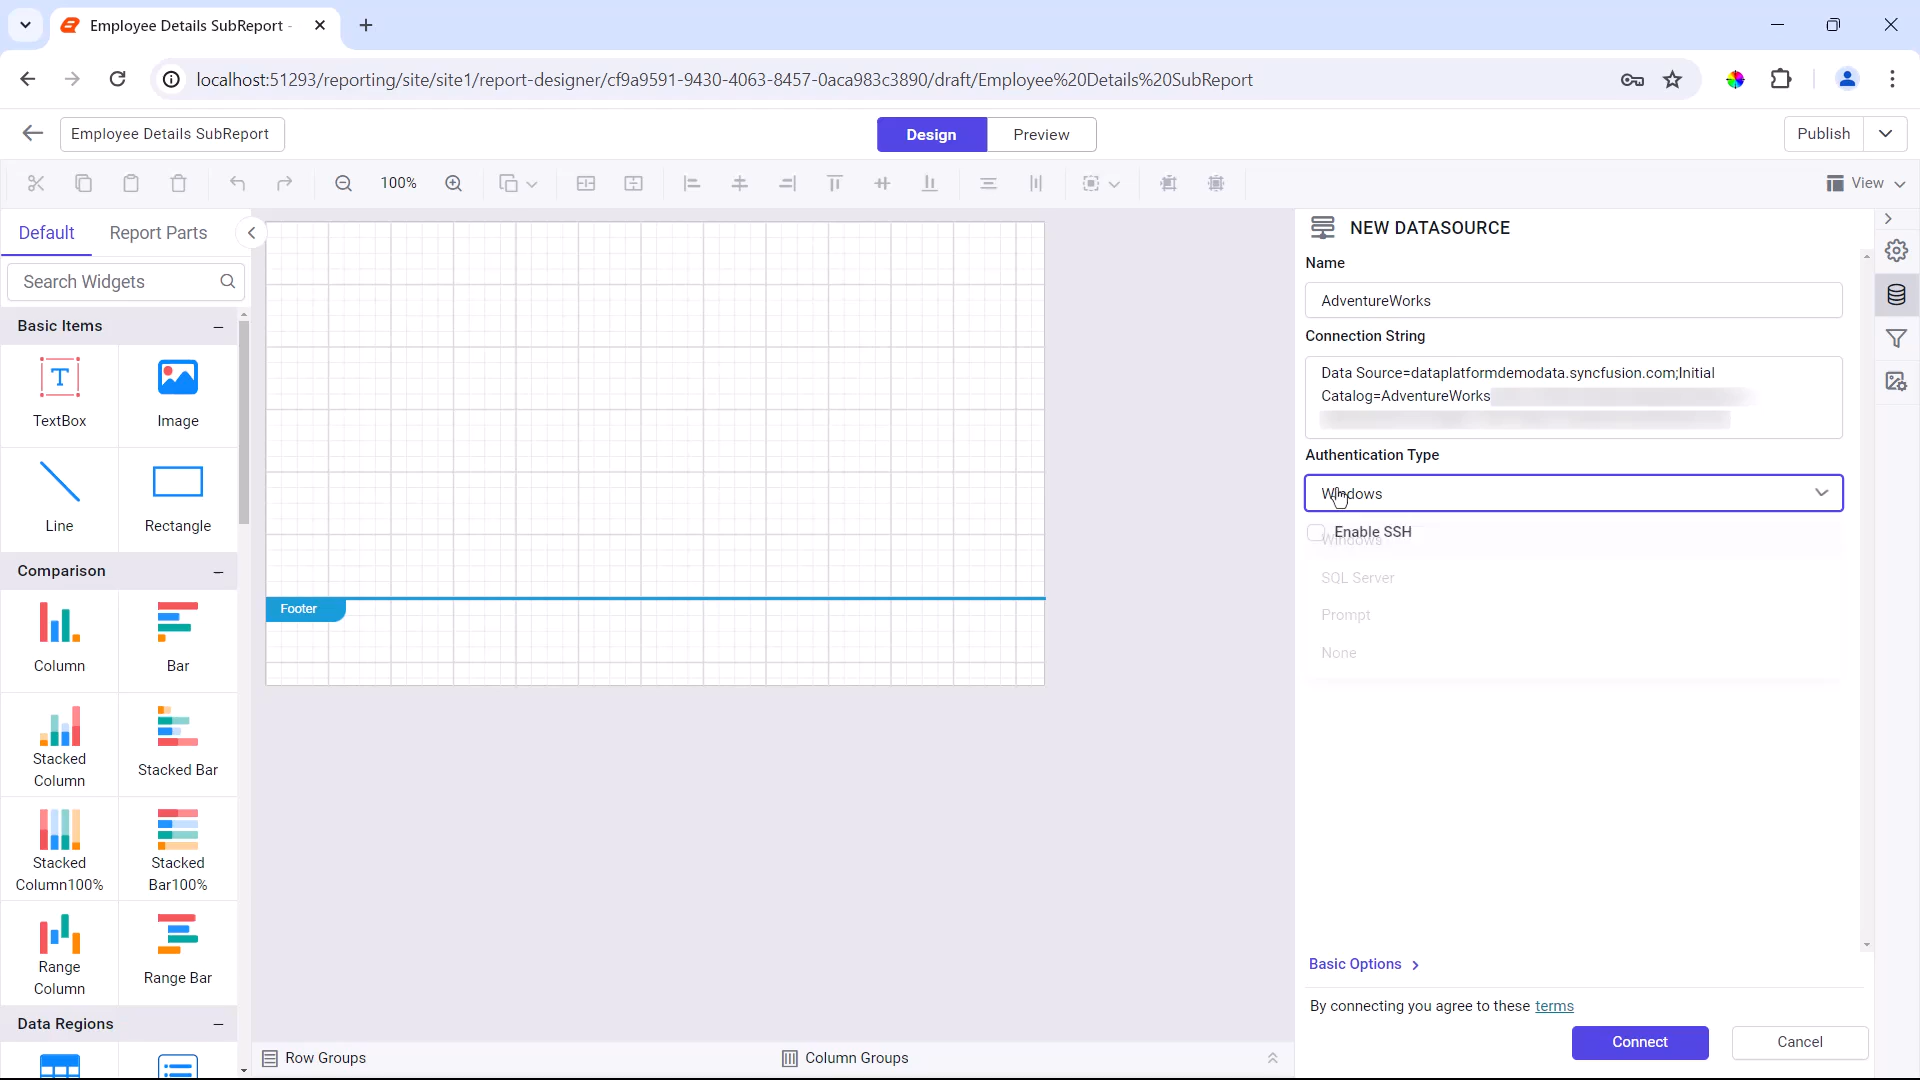 Employee Details SubReport -
localhost:51293/reporting/site/site1/report-designer/cf9a9591-9430-4063-8457-0aca983c3890/draft/Employee%20Details%20SubReport
Employee Details SubReport
Design
Preview
Publish
100%
View
Default
Report Parts
Search Widgets
Basic Items
TextBox
Image
Line
Rectangle
Comparison
Column
Bar
Stacked
Column
Stacked Bar
Stacked
Column100%
Stacked
Bar100%
Range
Column
Range Bar
Data Regions
Footer
Row Groups
Column Groups
NEW DATASOURCE
Name
AdventureWorks
Connection String
Data Source=dataplatformdemodata.syncfusion.com;Initial
Catalog=AdventureWorks
Authentication Type
Windows
Enable SSH
Windows
SQL Server
Prompt
None
Basic Options
By connecting you agree to these terms
Connect
Cancel